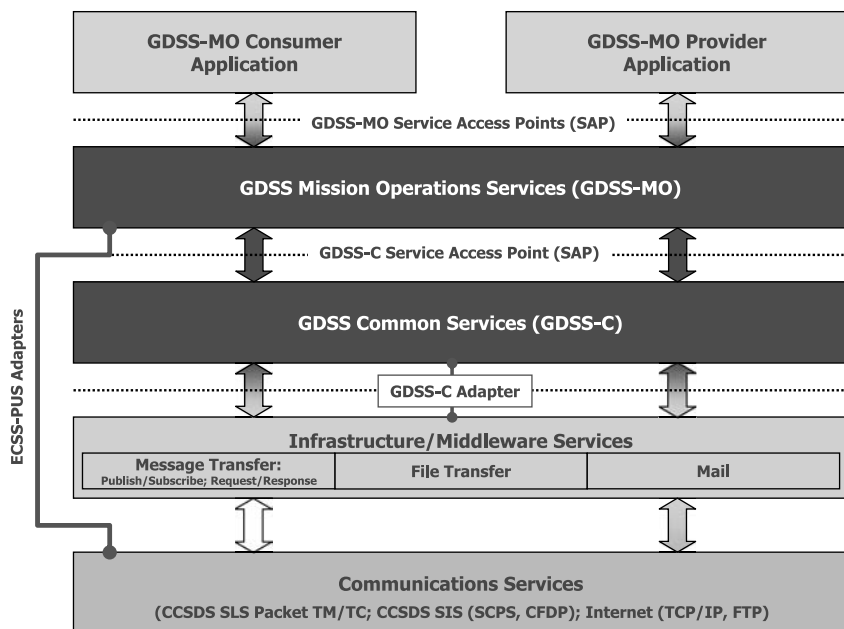 GDSS-MO Consumer
Application
GDSS-MO Provider
Application
GDSS-MO Service Access Points (SAP)
GDSS Mission Operations Services (GDSS-MO)
GDSS-C Service Access Point (SAP)
GDSS Common Services (GDSS-C)
ECSS-PUS Adapters
GDSS-C Adapter
Infrastructure/Middleware Services
Message Transfer:
Publish/Subscribe; Request/Response
File Transfer
Mail
Communications Services
(CCSDS SLS Packet TM/TC; CCSDS SIS (SCPS, CFDP); Internet (TCP/IP, FTP)